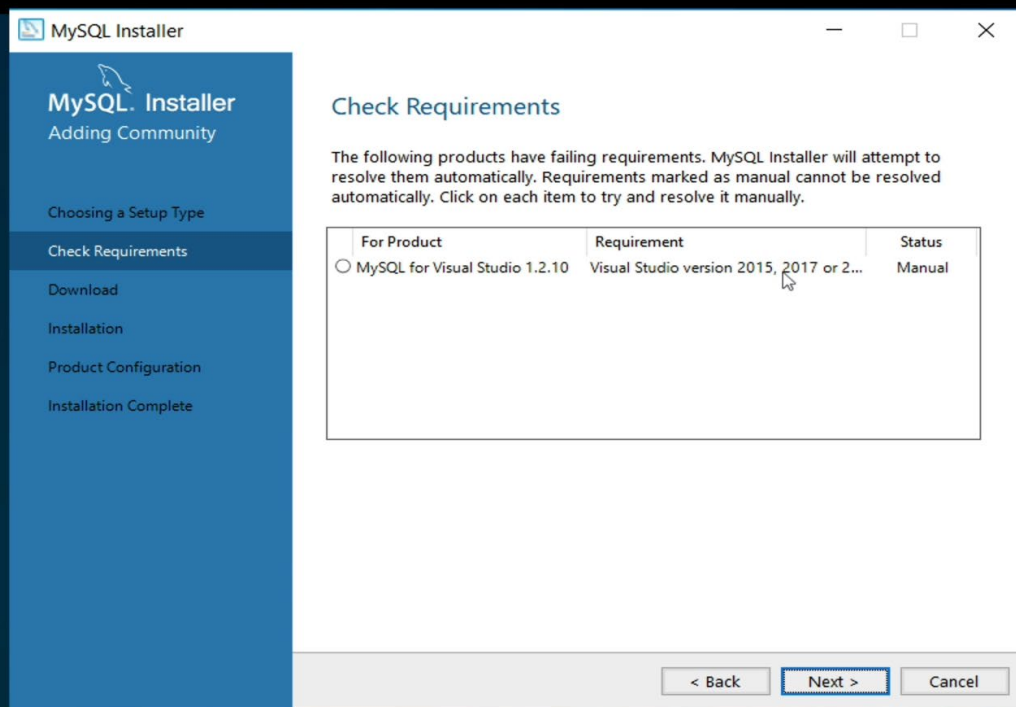 MySQL Installer
MySQL. Installer
Adding Community
Choosing a Setup Type
Check Requirements
Download
Installation
Product Configuration
Installation Complete
Check Requirements
The following products have failing requirements. MySQL Installer will attempt to
resolve them automatically. Requirements marked as manual cannot be resolved
automatically. Click on each item to try and resolve it manually.
For Product Requirement Status
MySQL for Visual Studio 1.2.10 Visual Studio version 2015, 2017 or 2... Manual
< Back Next > Cancel